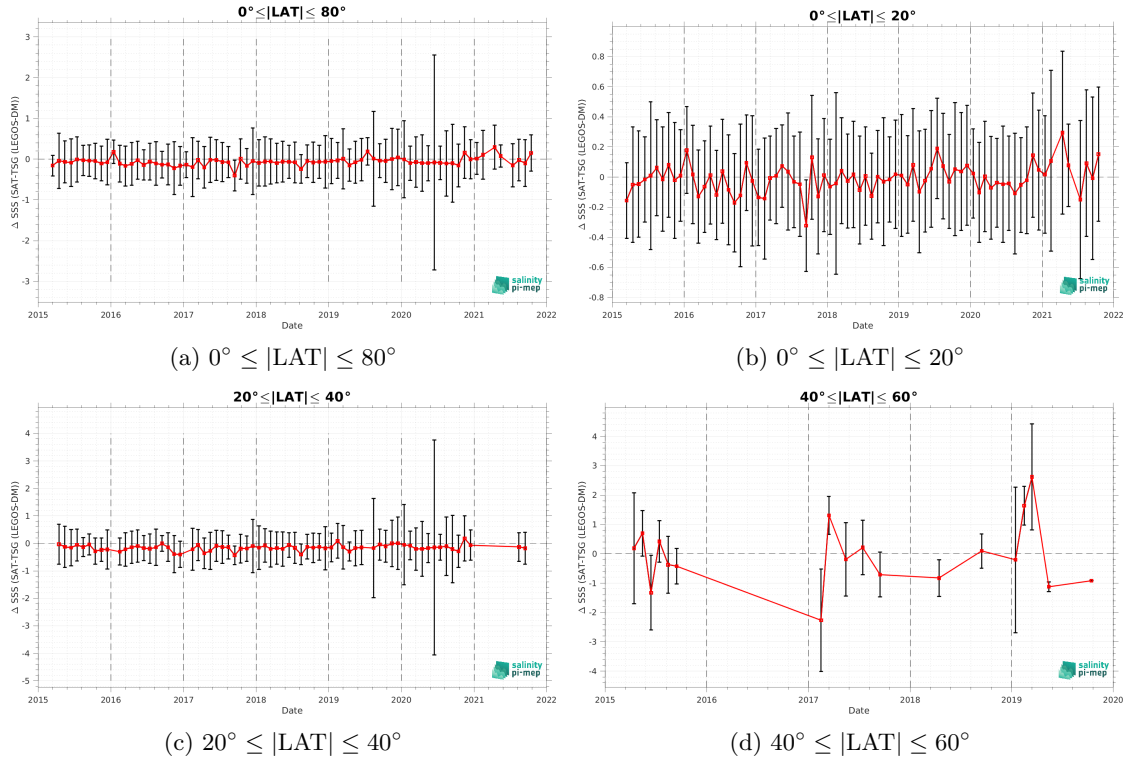 0°≤|LAT|≤ 80°
Δ SSS (SAT-TSG (LEGOS-DM))
3
2
1
0
-1
-2
-3
2015 2016 2017 2018 2019 2020 2021 2022
Date
salinity
pi-mep
(a) 0° ≤ |LAT| ≤ 80°
0°≤|LAT|≤ 20°
Δ SSS (SAT-TSG (LEGOS-DM))
0.8
0.6
0.4
0.2
0
-0.2
-0.4
-0.6
-0.8
2015 2016 2017 2018 2019 2020 2021 2022
Date
salinity
pi-mep
(b) 0° ≤ |LAT| ≤ 20°
20°≤|LAT|≤ 40°
Δ SSS (SAT-TSG (LEGOS-DM))
4
3
2
1
0
-1
-2
-3
-4
-5
2015 2016 2017 2018 2019 2020 2021 2022
Date
salinity
pi-mep
(c) 20° ≤ |LAT| ≤ 40°
40°≤|LAT|≤ 60°
Δ SSS (SAT-TSG (LEGOS-DM))
4
3
2
1
0
-1
-2
-3
-4
2015 2016 2017 2018 2019 2020
Date
salinity
pi-mep
(d) 40° ≤ |LAT| ≤ 60°